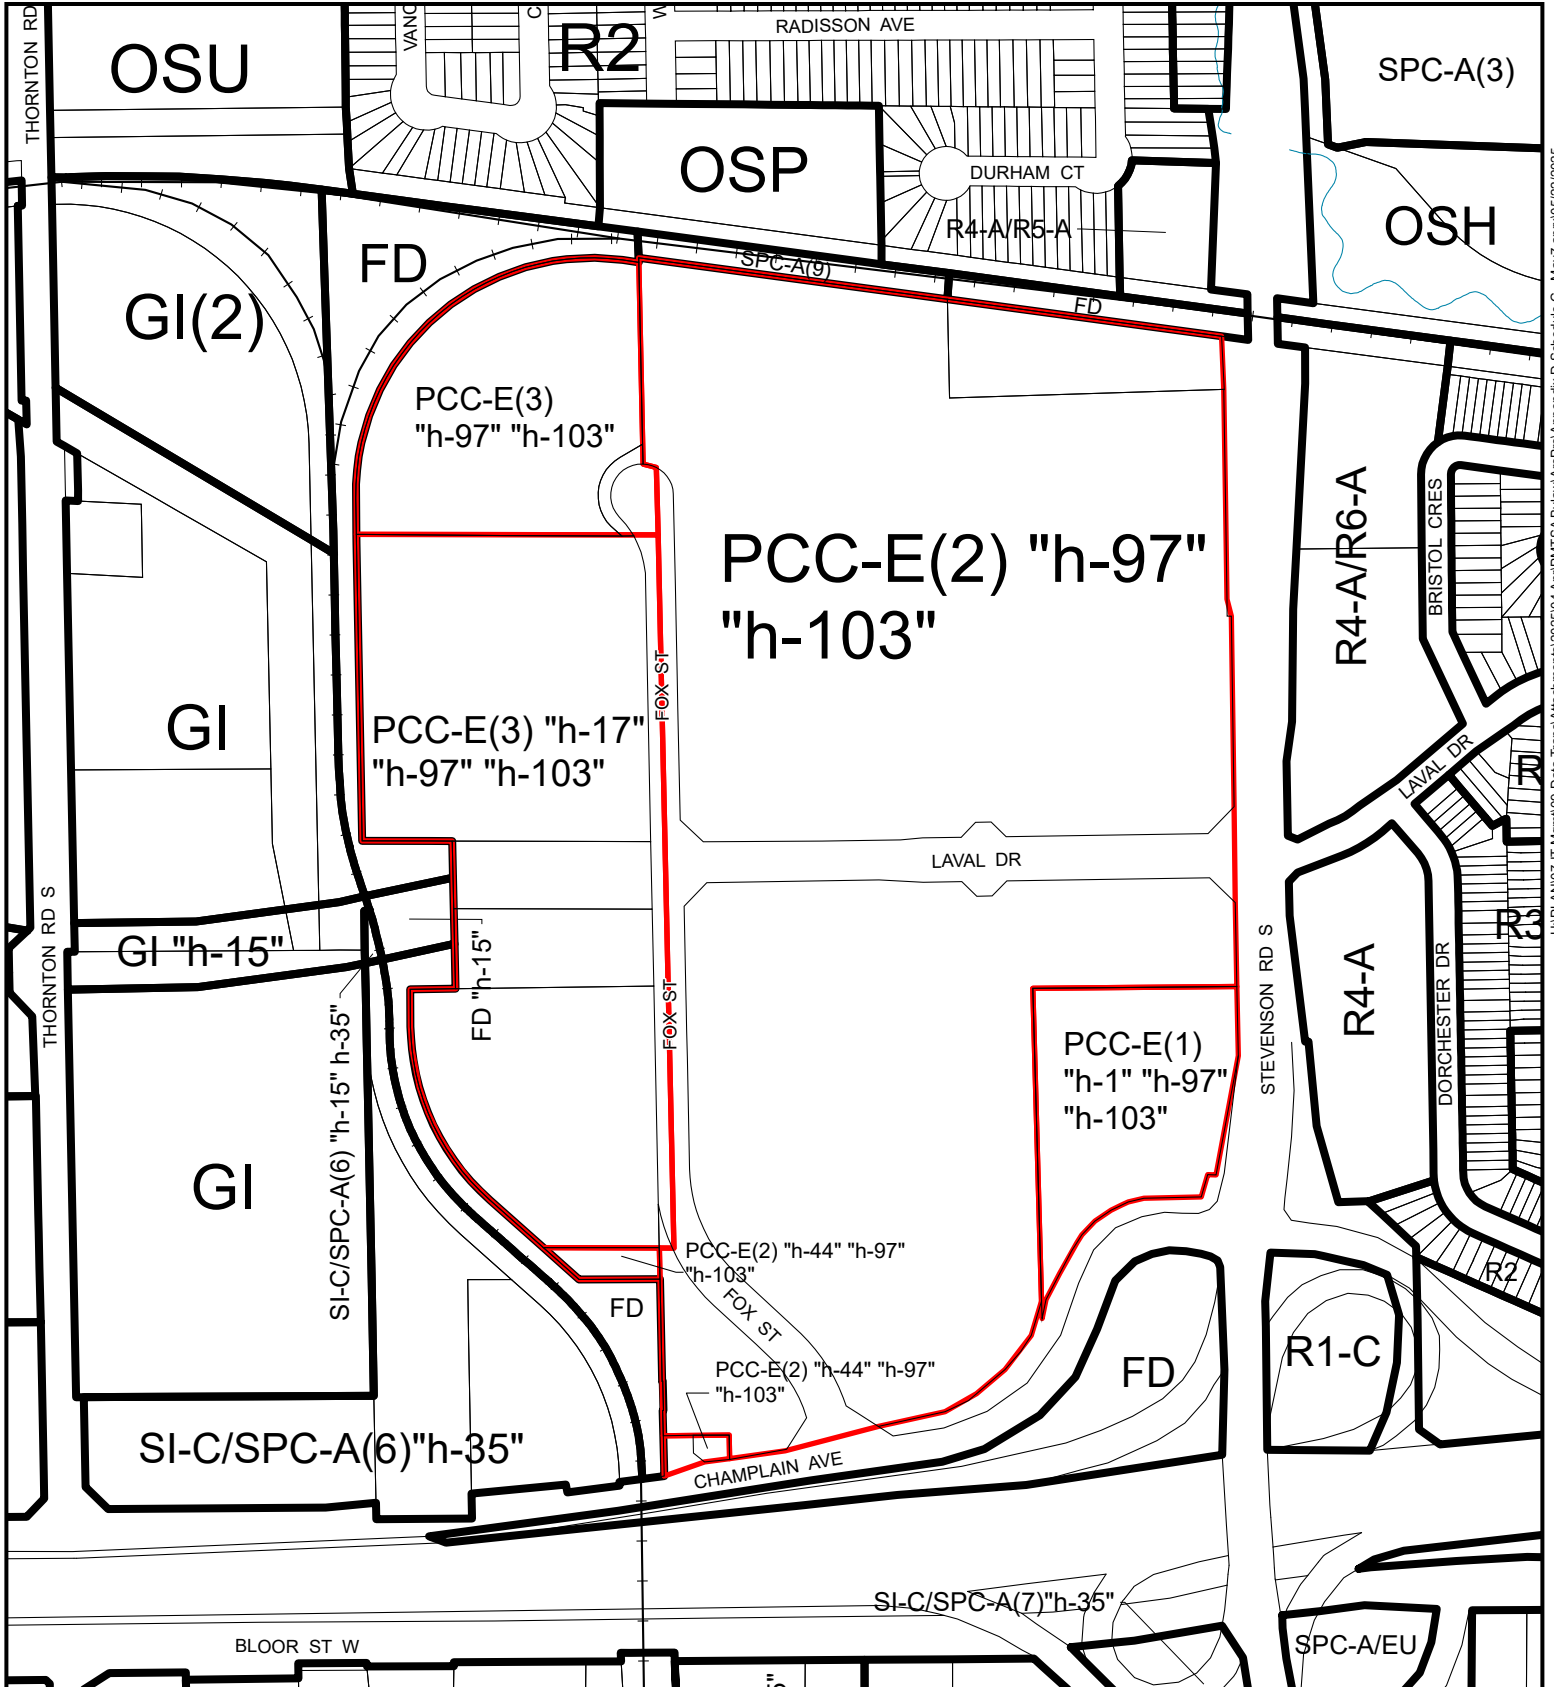 THORNTON RD
OSU
VANC
C
R2
W
RADISSON AVE
SPC-A(3)
OSP
DURHAM CT
R4-A/R5-A
OSH
FD
SPC-A(9)
FD
GI(2)
PCC-E(3)
"h-97" "h-103"
PCC-E(2) "h-97"
"h-103"
R4-A/R6-A
BRISTOL CRES
FOX ST
GI
PCC-E(3) "h-17"
"h-97" "h-103"
LAVAL DR
R
LAVAL DR
THORNTON RD S
GI "h-15"
FD "h-15"
R3
STEVENSON RD S
R4-A
DORCHESTER DR
FOX ST
SI-C/SPC-A(6) "h-15" h-35"
PCC-E(1)
"h-1" "h-97"
"h-103"
GI
PCC-E(2) "h-44" "h-97"
"h-103"
FOX ST
FD
R2
R1-C
FD
PCC-E(2) "h-44" "h-97"
"h-103"
SI-C/SPC-A(6)"h-35"
CHAMPLAIN AVE
SI-C/SPC-A(7)"h-35"
BLOOR ST W
SPC-A/EU